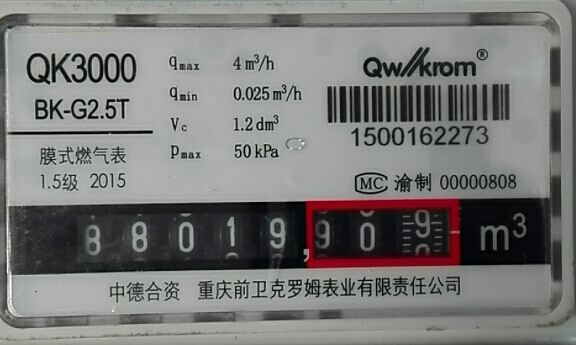 QK3000
BK-G2.5T
膜式燃气表
1.5级 2015
qmax 4 m³/h
qmin 0.025 m³/h
Vc 1.2 dm³
pmax 50 kPa
Qwkrom®
1500162273
MC 渝制 00000808
88019,909 m³
中德合资 重庆前卫克罗姆表业有限责任公司